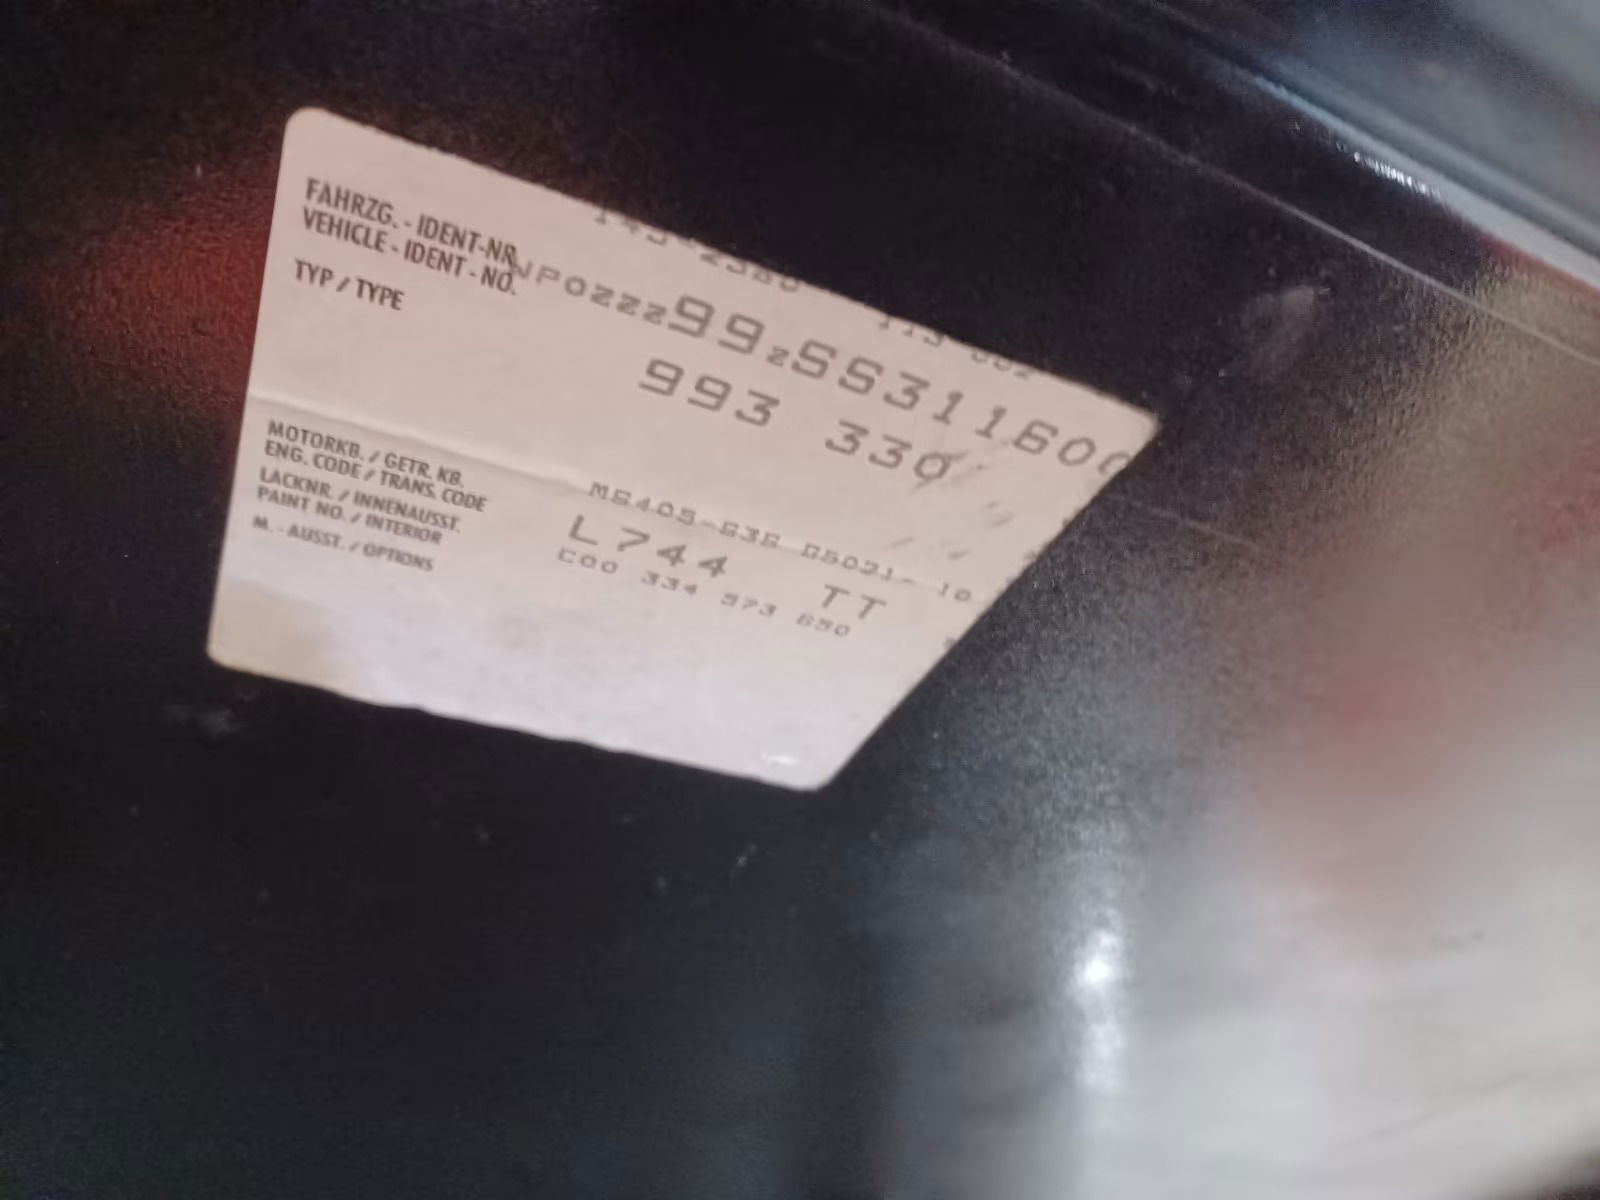 FAHRZG. - IDENT-NR.
VEHICLE - IDENT - NO.
WP0ZZZ99ZSS31160
TYP / TYPE
993 330
MOTORKB. / GETR. KB.
ENG. CODE / TRANS. CODE
LACKNR. / INNENAUSST.
PAINT NO. / INTERIOR
L744 TT
M. - AUSST. / OPTIONS
C00 334 573 650